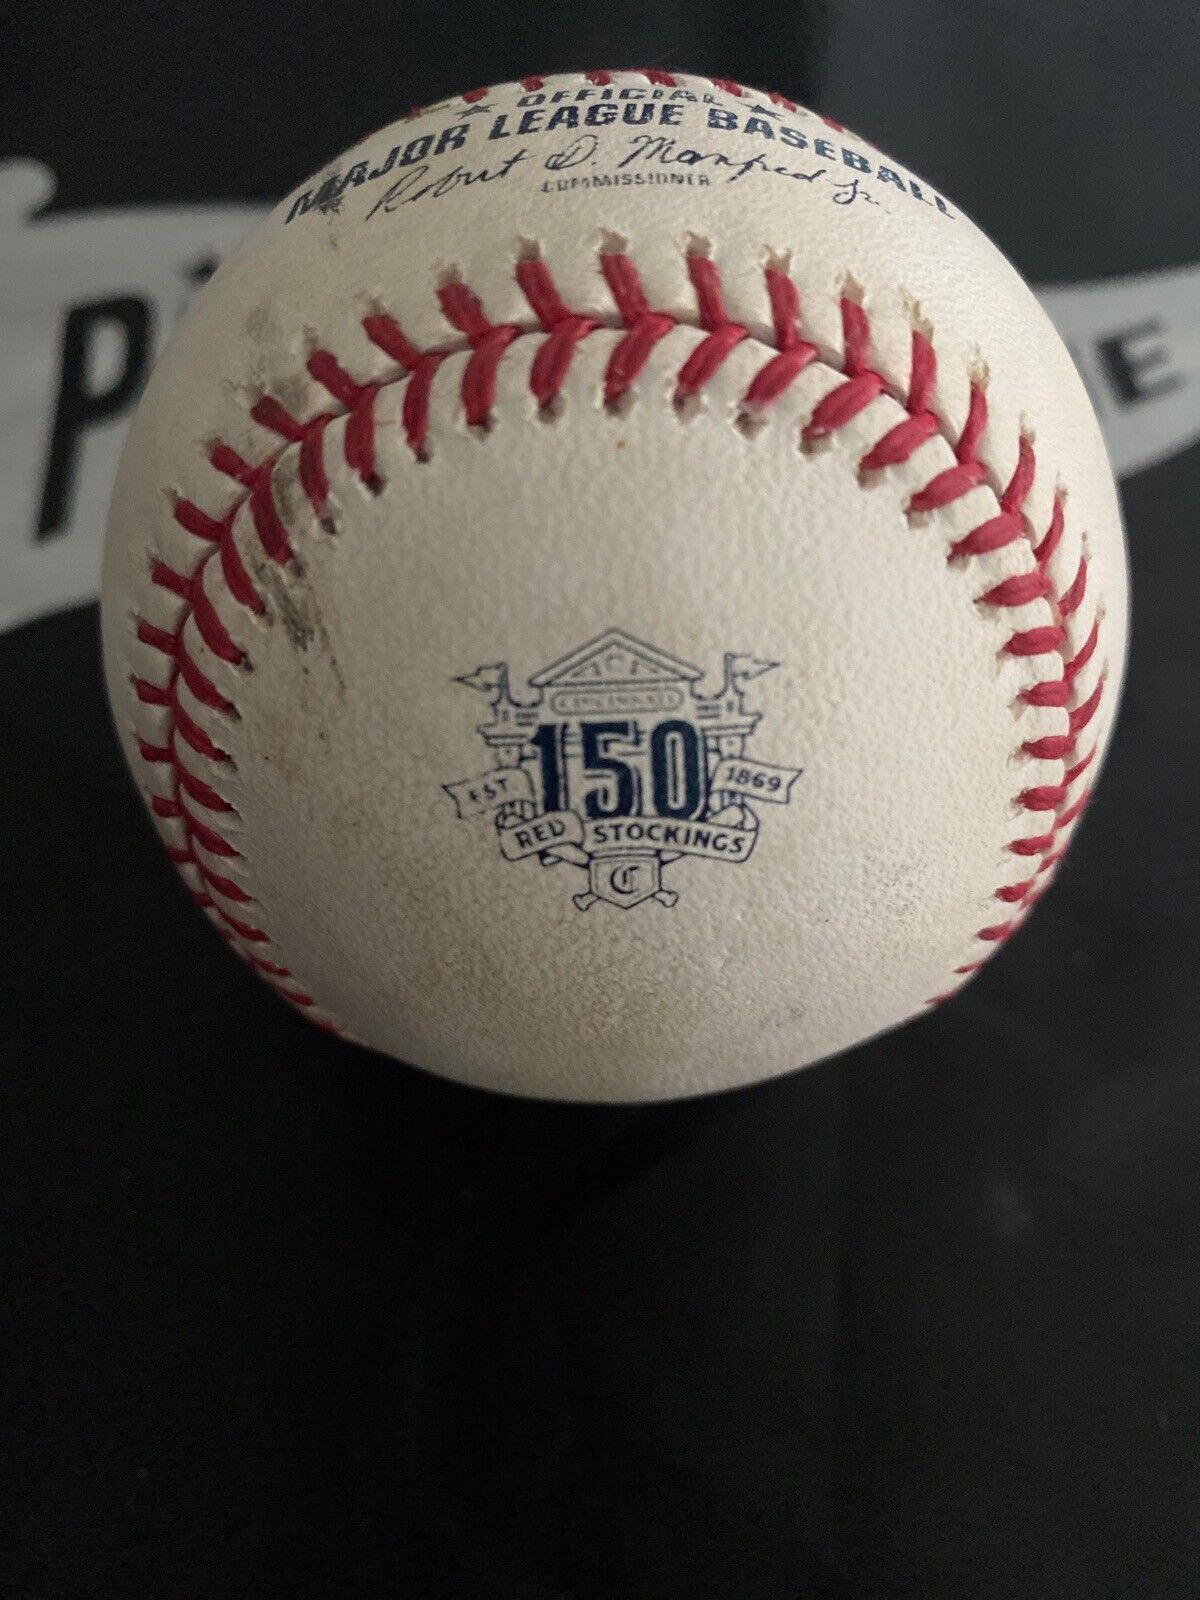 OFFICIAL
MAJOR LEAGUE BASEBALL
Robert D. Manfred Jr.
COMMISSIONER
CINCINNATI
150
EST 1869
RED STOCKINGS
C
P
E